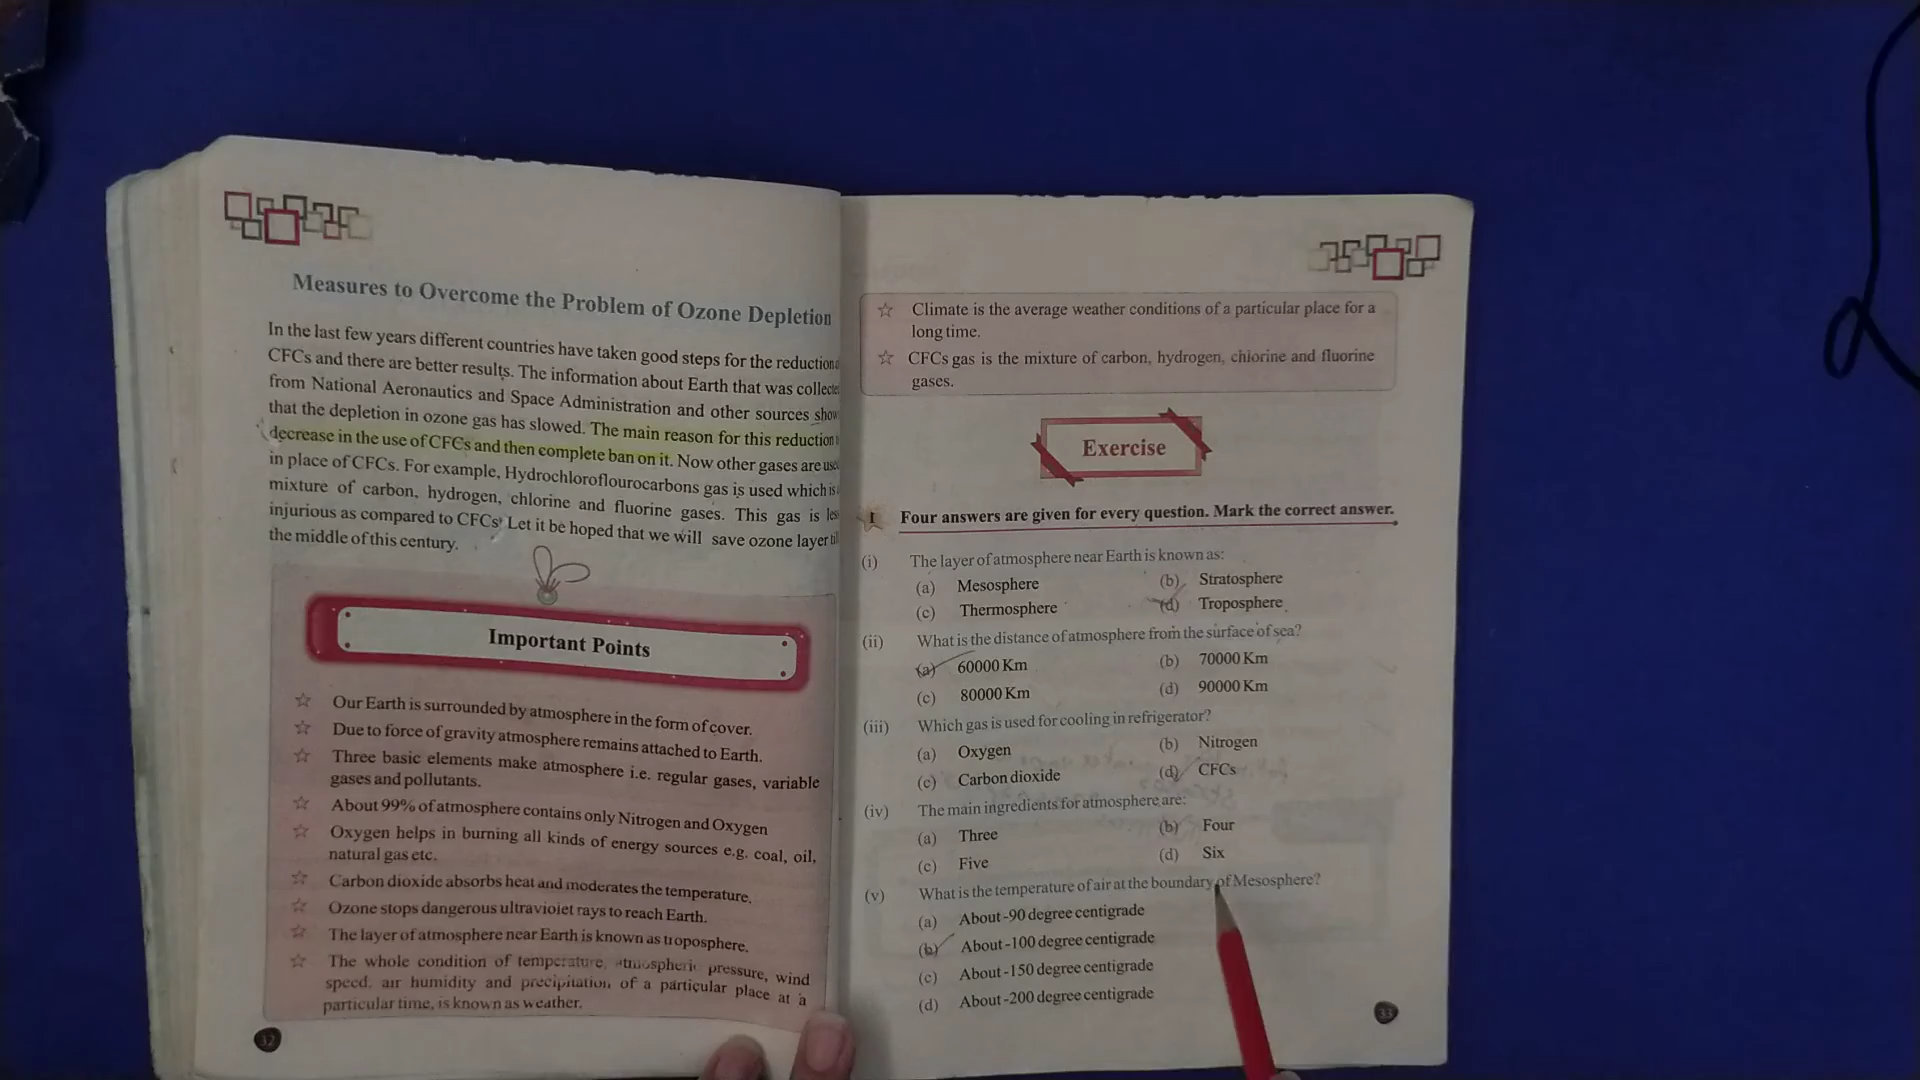 Measures to Overcome the Problem of Ozone Depletion
In the last few years different countries have taken good steps for the reduction
CFCs and there are better results. The information about Earth that was collecte
from National Aeronautics and Space Administration and other sources show
that the depletion in ozone gas has slowed. The main reason for this reduction
decrease in the use of CFCs and then complete ban on it. Now other gases are use
in place of CFCs. For example, Hydrochloroflourocarbons gas is used which is
mixture of carbon, hydrogen, chlorine and fluorine gases. This gas is les
injurious as compared to CFCs. Let it be hoped that we will save ozone layer til
the middle of this century.
Important Points
☆ Our Earth is surrounded by atmosphere in the form of cover.
☆ Due to force of gravity atmosphere remains attached to Earth.
☆ Three basic elements make atmosphere i.e. regular gases, variable
gases and pollutants.
☆ About 99% of atmosphere contains only Nitrogen and Oxygen
☆ Oxygen helps in burning all kinds of energy sources e.g. coal, oil,
natural gas etc.
☆ Carbon dioxide absorbs heat and moderates the temperature.
☆ Ozone stops dangerous ultraviolet rays to reach Earth.
☆ The layer of atmosphere near Earth is known as troposphere.
☆ The whole condition of temperature, atmospheric pressure, wind
speed, air humidity and precipitation of a particular place at a
particular time, is known as weather.
32
☆ Climate is the average weather conditions of a particular place for a
long time.
☆ CFCs gas is the mixture of carbon, hydrogen, chlorine and fluorine
gases.
Exercise
I Four answers are given for every question. Mark the correct answer.
(i) The layer of atmosphere near Earth is known as:
(a) Mesosphere (b) Stratosphere
(c) Thermosphere (d) Troposphere
(ii) What is the distance of atmosphere from the surface of sea?
(a) 60000 Km (b) 70000 Km
(c) 80000 Km (d) 90000 Km
(iii) Which gas is used for cooling in refrigerator?
(a) Oxygen (b) Nitrogen
(c) Carbon dioxide (d) CFCs
(iv) The main ingredients for atmosphere are:
(a) Three (b) Four
(c) Five (d) Six
(v) What is the temperature of air at the boundary of Mesosphere?
(a) About -90 degree centigrade
(b) About -100 degree centigrade
(c) About -150 degree centigrade
(d) About -200 degree centigrade
33